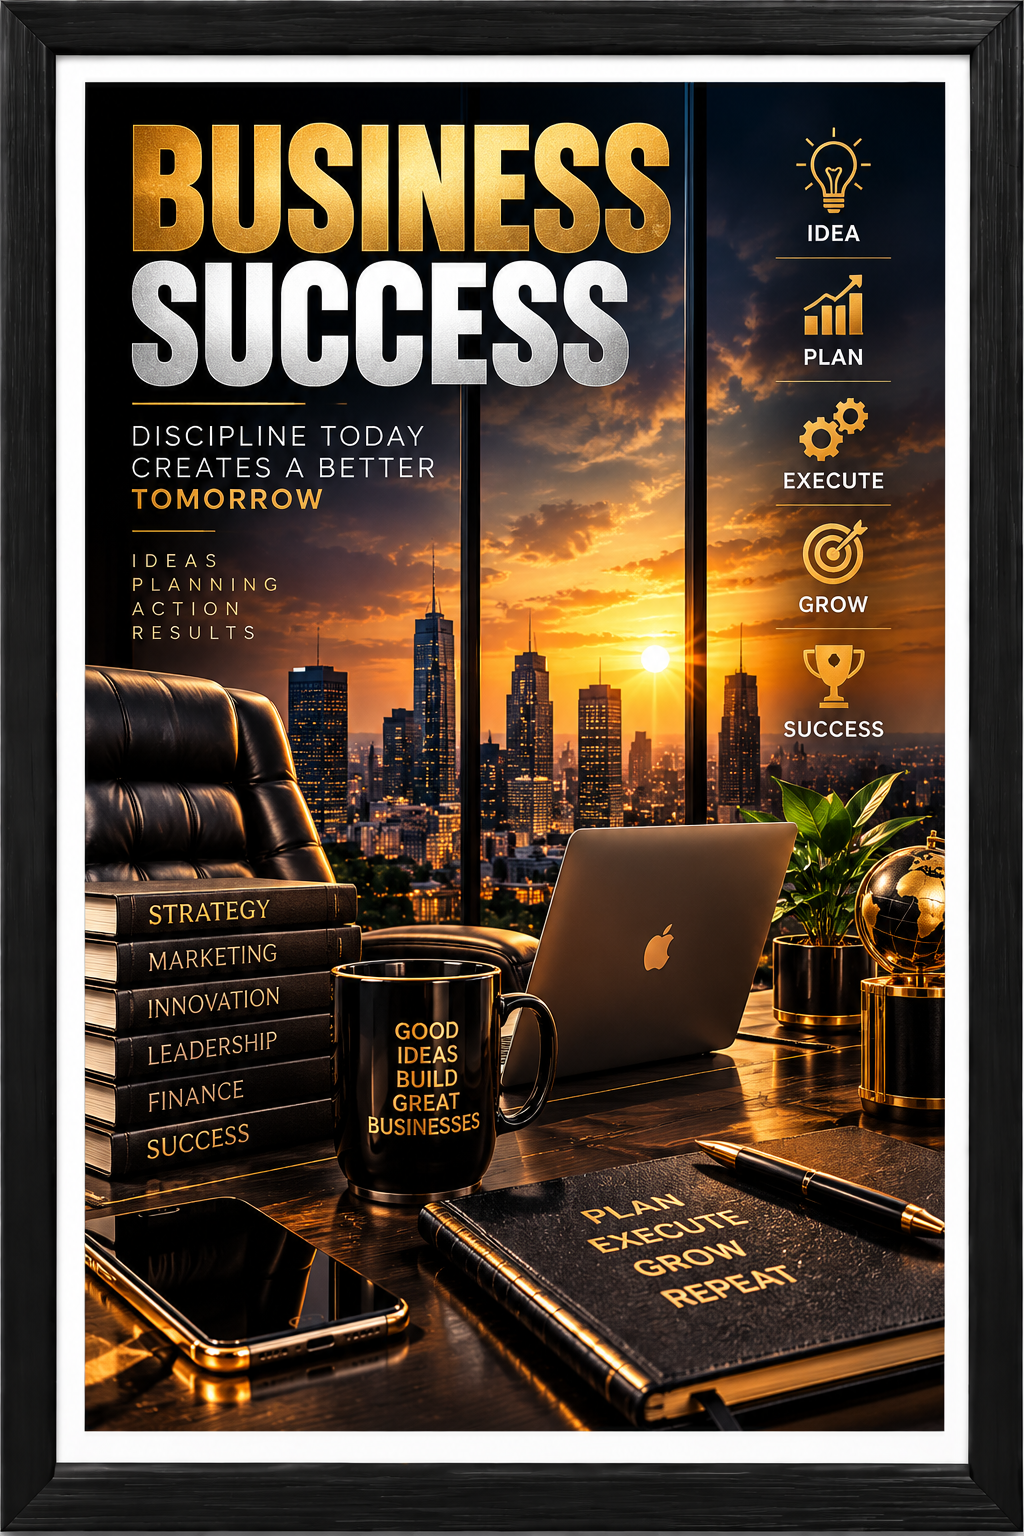 BUSINESS
SUCCESS
DISCIPLINE TODAY
CREATES A BETTER
TOMORROW
IDEAS
PLANNING
ACTION
RESULTS
IDEA
PLAN
EXECUTE
GROW
SUCCESS
STRATEGY
MARKETING
INNOVATION
LEADERSHIP
FINANCE
SUCCESS
GOOD
IDEAS
BUILD
GREAT
BUSINESSES
PLAN
EXECUTE
GROW
REPEAT